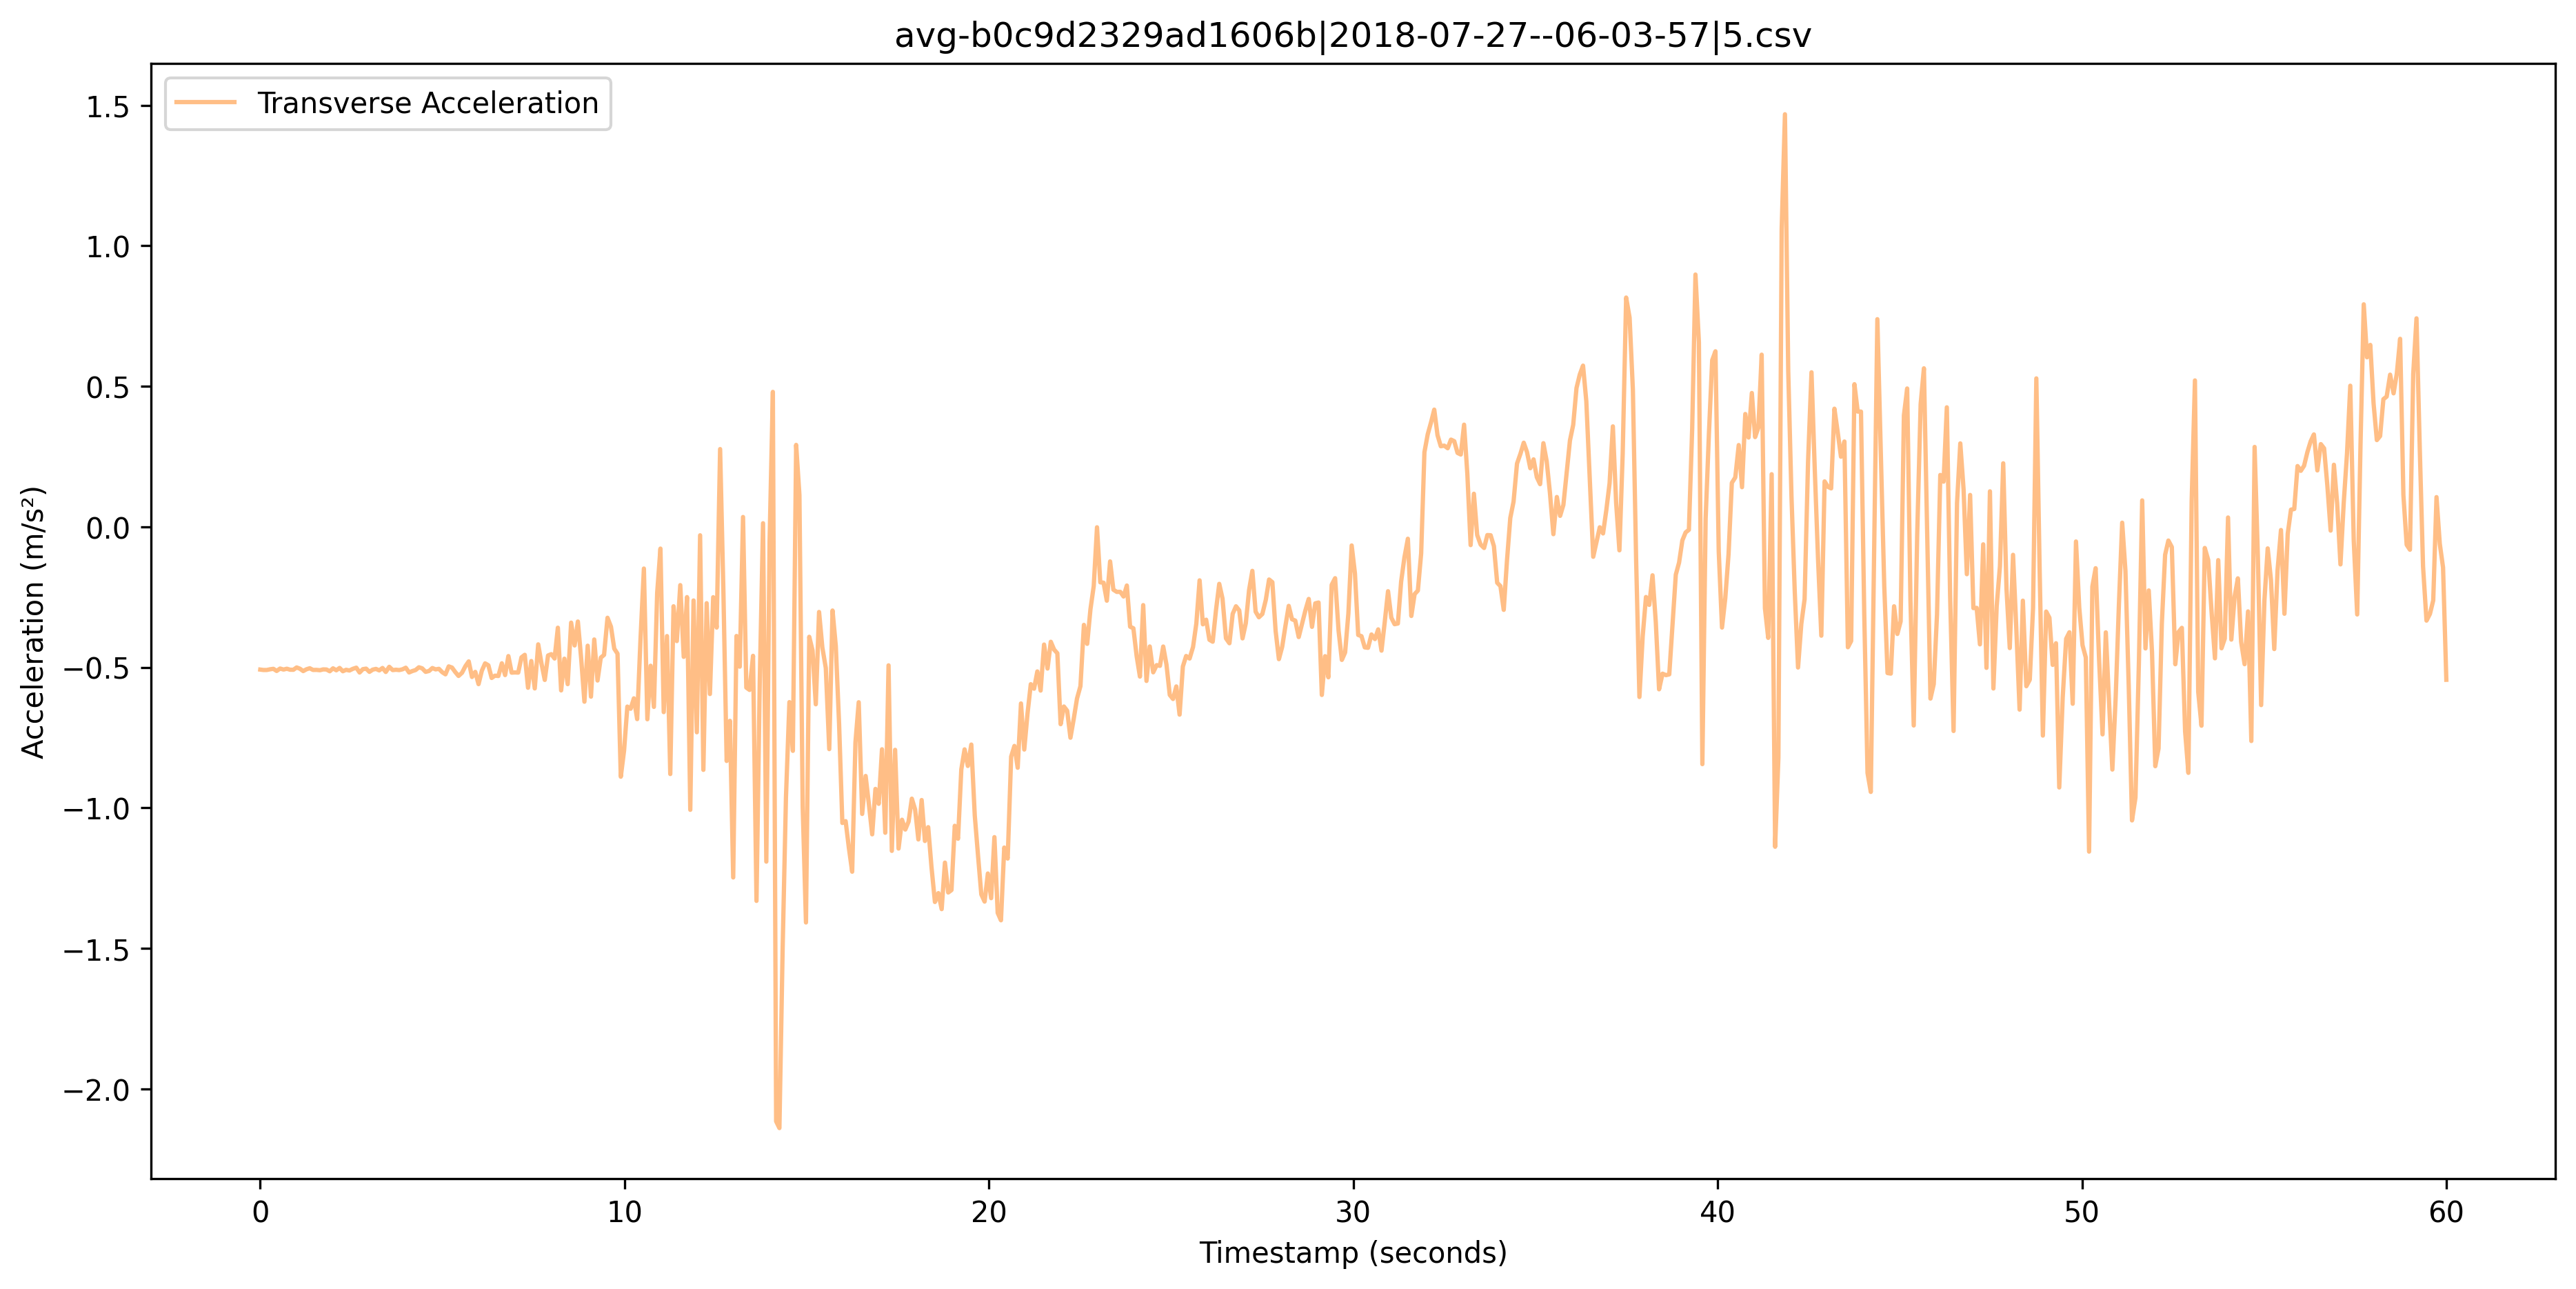 avg-b0c9d2329ad1606b|2018-07-27--06-03-57|5.csv
Transverse Acceleration
1.5
1.0
0.5
0.0
−0.5
−1.0
−1.5
−2.0
Acceleration (m/s²)
0 10 20 30 40 50 60
Timestamp (seconds)